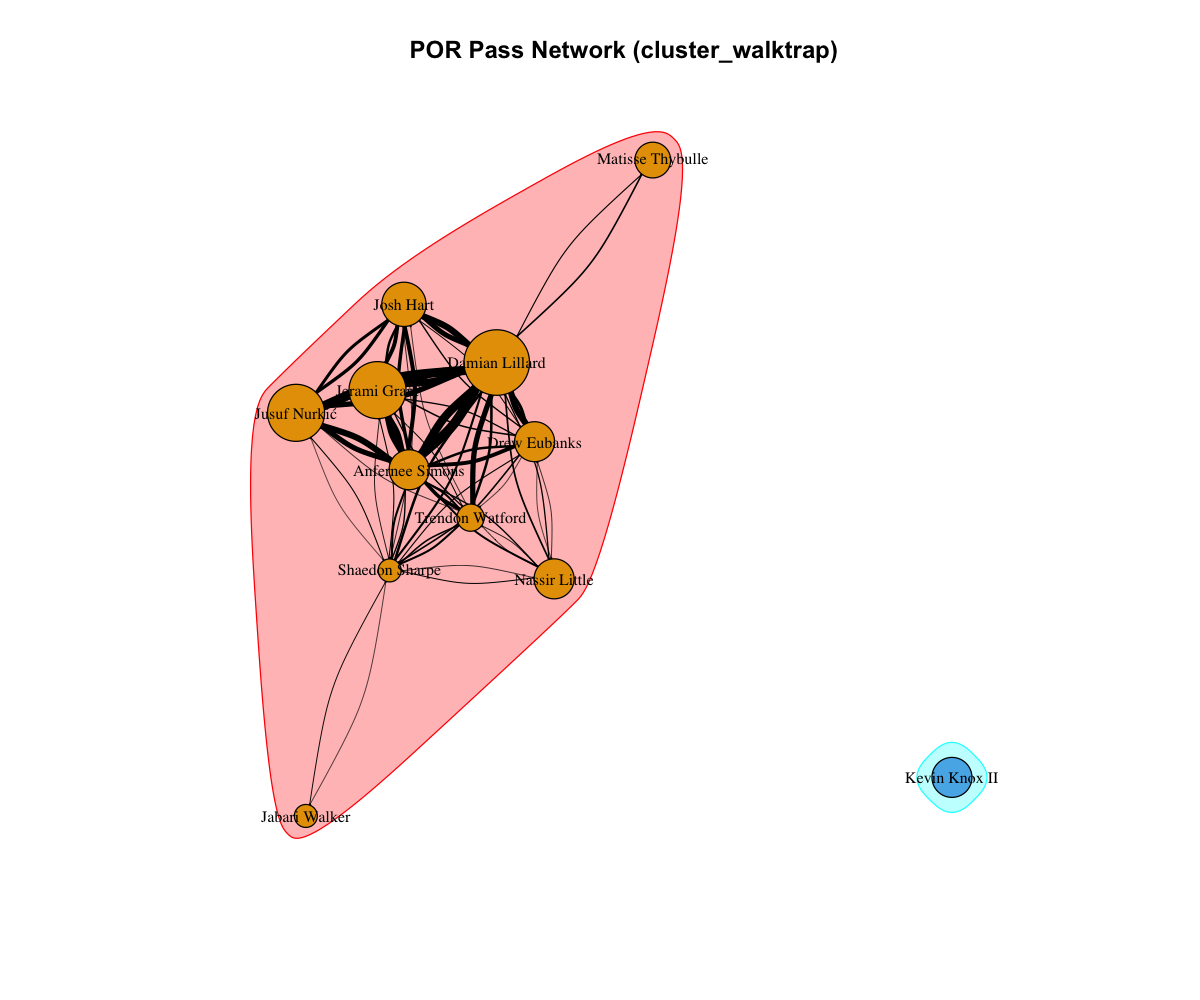 POR Pass Network (cluster_walktrap)
Matisse Thybulle
Josh Hart
Damian Lillard
Jerami Grant
Jusuf Nurkić
Drew Eubanks
Anfernee Simons
Trendon Watford
Shaedon Sharpe
Nassir Little
Kevin Knox II
Jabari Walker